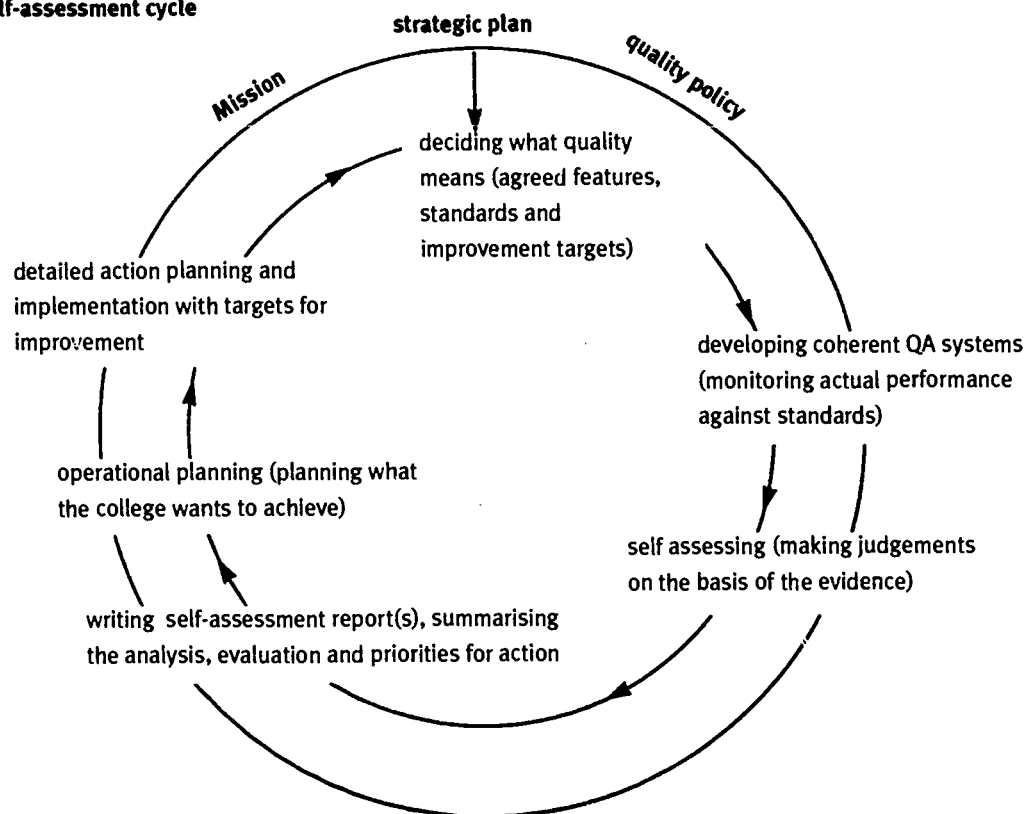 lf-assessment cycle
strategic plan
Mission
quality policy
deciding what quality
means (agreed features,
standards and
improvement targets)
developing coherent QA systems
(monitoring actual performance
against standards)
self assessing (making judgements
on the basis of the evidence)
writing self-assessment report(s), summarising
the analysis, evaluation and priorities for action
operational planning (planning what
the college wants to achieve)
detailed action planning and
implementation with targets for
improvement